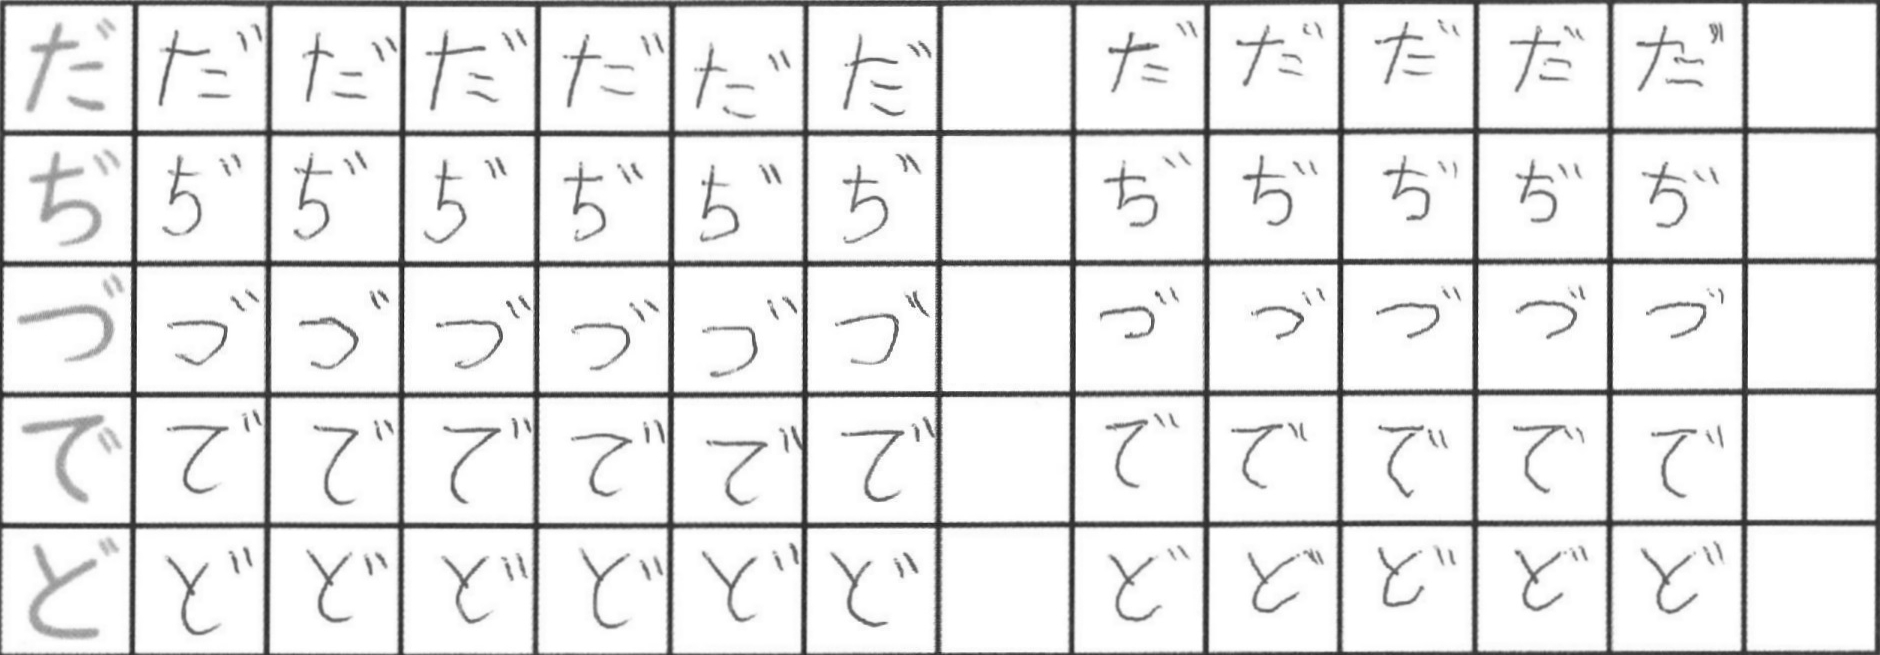 だ だ だ だ だ だ だ だ だ だ だ だ
ぢ ぢ ぢ ぢ ぢ ぢ ぢ ぢ ぢ ぢ ぢ ぢ
づ づ づ づ づ づ づ づ づ づ づ づ
で で で で で で で で で で で で
ど ど ど ど ど ど ど ど ど ど ど ど